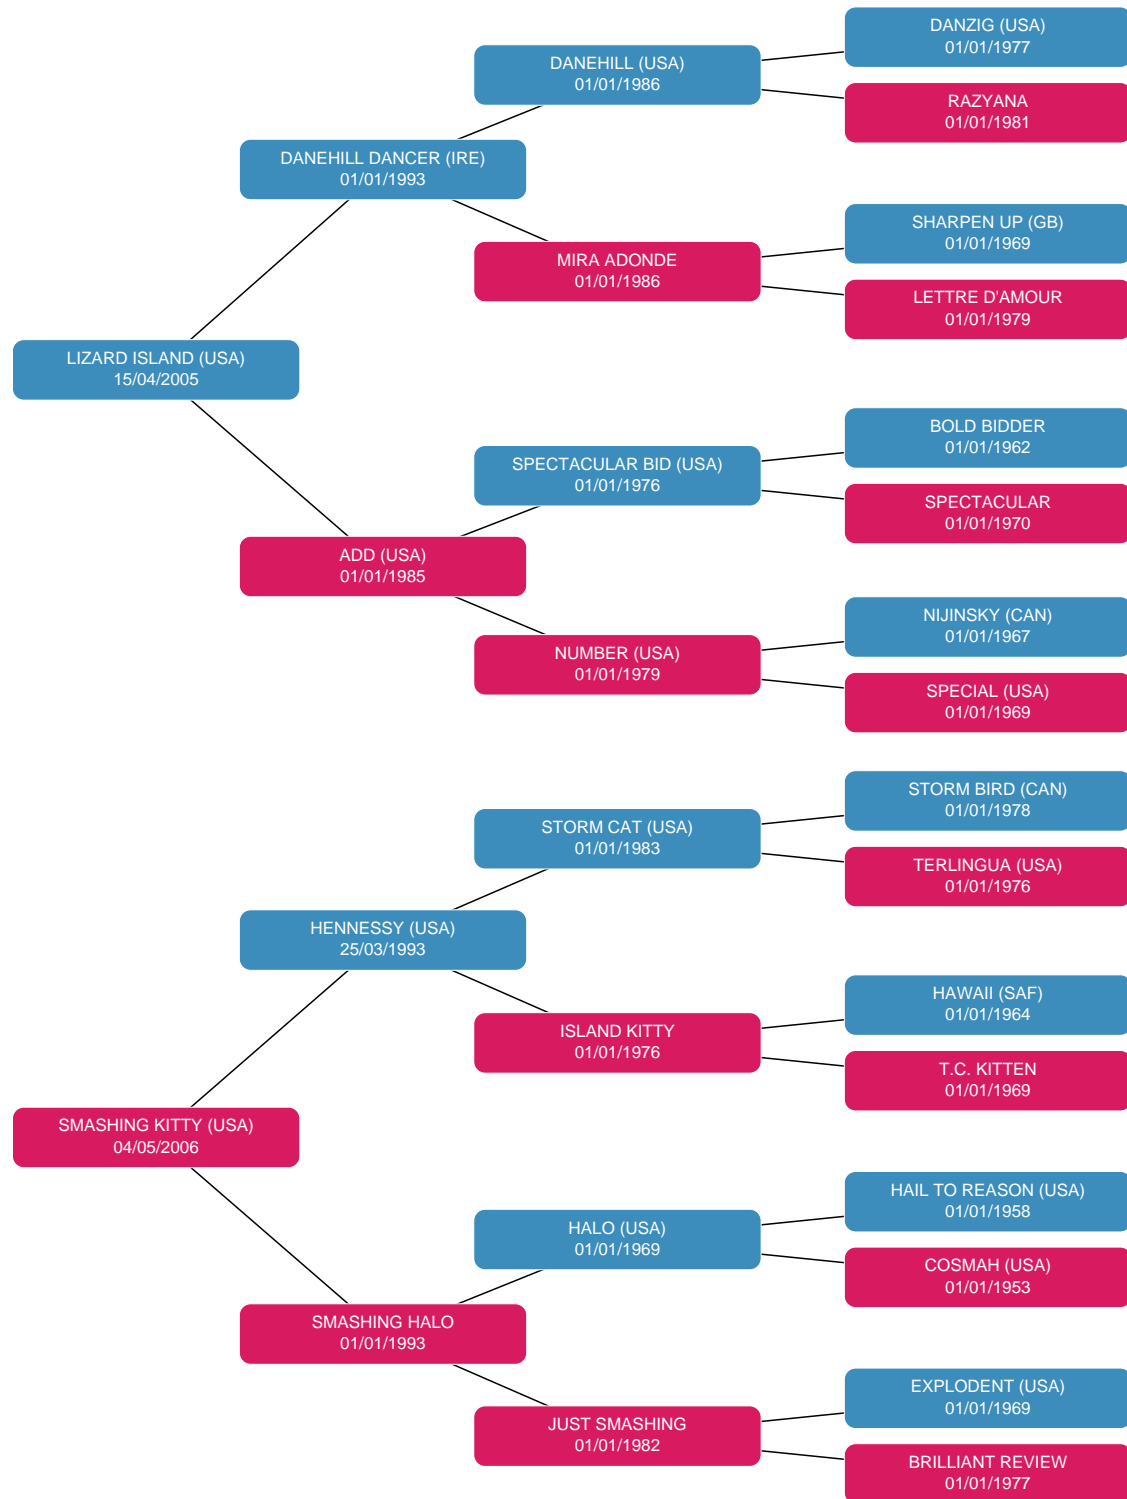 DANZIG (USA)
01/01/1977
DANEHILL (USA)
01/01/1986
RAZYANA
01/01/1981
DANEHILL DANCER (IRE)
01/01/1993
SHARPEN UP (GB)
01/01/1969
MIRA ADONDE
01/01/1986
LETTRE D'AMOUR
01/01/1979
LIZARD ISLAND (USA)
15/04/2005
BOLD BIDDER
01/01/1962
SPECTACULAR BID (USA)
01/01/1976
SPECTACULAR
01/01/1970
ADD (USA)
01/01/1985
NIJINSKY (CAN)
01/01/1967
NUMBER (USA)
01/01/1979
SPECIAL (USA)
01/01/1969
STORM BIRD (CAN)
01/01/1978
STORM CAT (USA)
01/01/1983
TERLINGUA (USA)
01/01/1976
HENNESSY (USA)
25/03/1993
HAWAII (SAF)
01/01/1964
ISLAND KITTY
01/01/1976
T.C. KITTEN
01/01/1969
SMASHING KITTY (USA)
04/05/2006
HAIL TO REASON (USA)
01/01/1958
HALO (USA)
01/01/1969
COSMAH (USA)
01/01/1953
SMASHING HALO
01/01/1993
EXPLODENT (USA)
01/01/1969
JUST SMASHING
01/01/1982
BRILLIANT REVIEW
01/01/1977